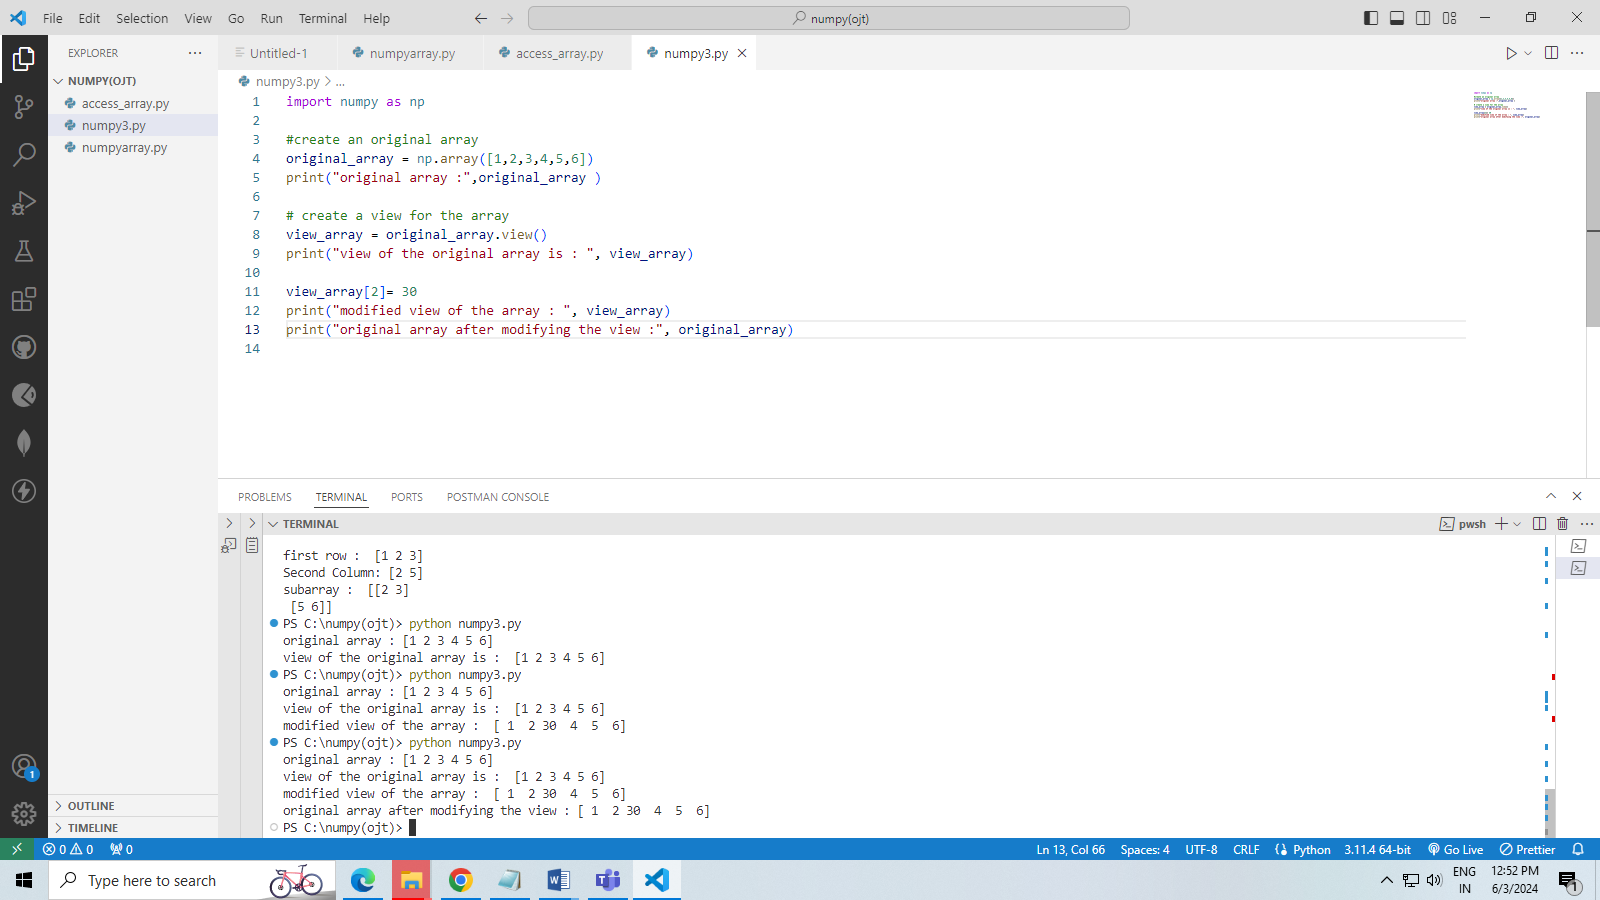 File Edit Selection View Go Run Terminal Help
numpy(ojt)
EXPLORER
NUMPY(OJT)
access_array.py
numpy3.py
numpyarray.py
OUTLINE
TIMELINE
Untitled-1 numpyarray.py access_array.py numpy3.py
numpy3.py > ...
1 import numpy as np
2
3 #create an original array
4 original_array = np.array([1,2,3,4,5,6])
5 print("original array :",original_array )
6
7 # create a view for the array
8 view_array = original_array.view()
9 print("view of the original array is : ", view_array)
10
11 view_array[2]= 30
12 print("modified view of the array : ", view_array)
13 print("original array after modifying the view :", original_array)
14
PROBLEMS TERMINAL PORTS POSTMAN CONSOLE
TERMINAL
pwsh
first row :  [1 2 3]
Second Column: [2 5]
subarray :  [[2 3]
 [5 6]]
PS C:\numpy(ojt)> python numpy3.py
original array : [1 2 3 4 5 6]
view of the original array is :  [1 2 3 4 5 6]
PS C:\numpy(ojt)> python numpy3.py
original array : [1 2 3 4 5 6]
view of the original array is :  [1 2 3 4 5 6]
modified view of the array :  [ 1  2 30  4  5  6]
PS C:\numpy(ojt)> python numpy3.py
original array : [1 2 3 4 5 6]
view of the original array is :  [1 2 3 4 5 6]
modified view of the array :  [ 1  2 30  4  5  6]
original array after modifying the view : [ 1  2 30  4  5  6]
PS C:\numpy(ojt)>
1
0 0 0
Ln 13, Col 66 Spaces: 4 UTF-8 CRLF Python 3.11.4 64-bit Go Live Prettier
Type here to search
ENG
IN
12:52 PM
6/3/2024
1